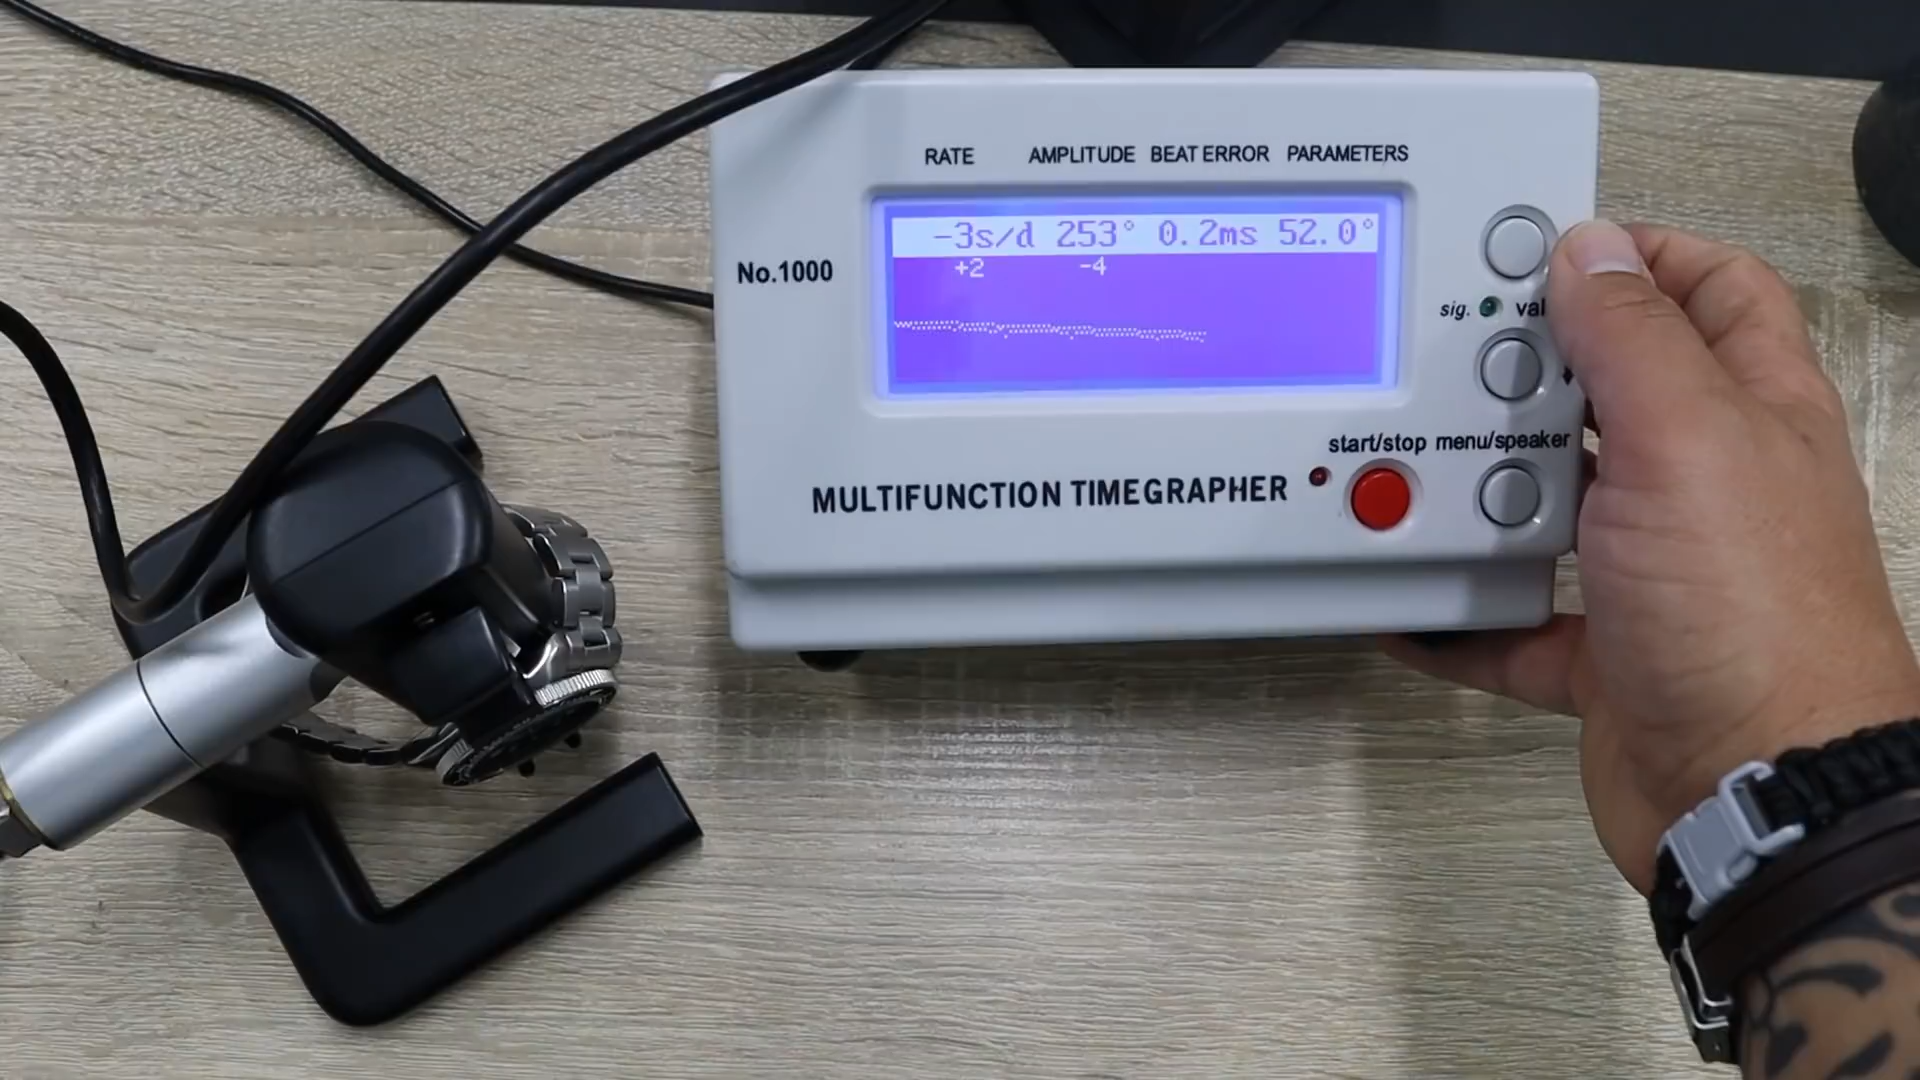 RATE AMPLITUDE BEAT ERROR PARAMETERS
-3s/d 253° 0.2ms 52.0°
+2 -4
No.1000
sig. val
start/stop menu/speaker
MULTIFUNCTION TIMEGRAPHER